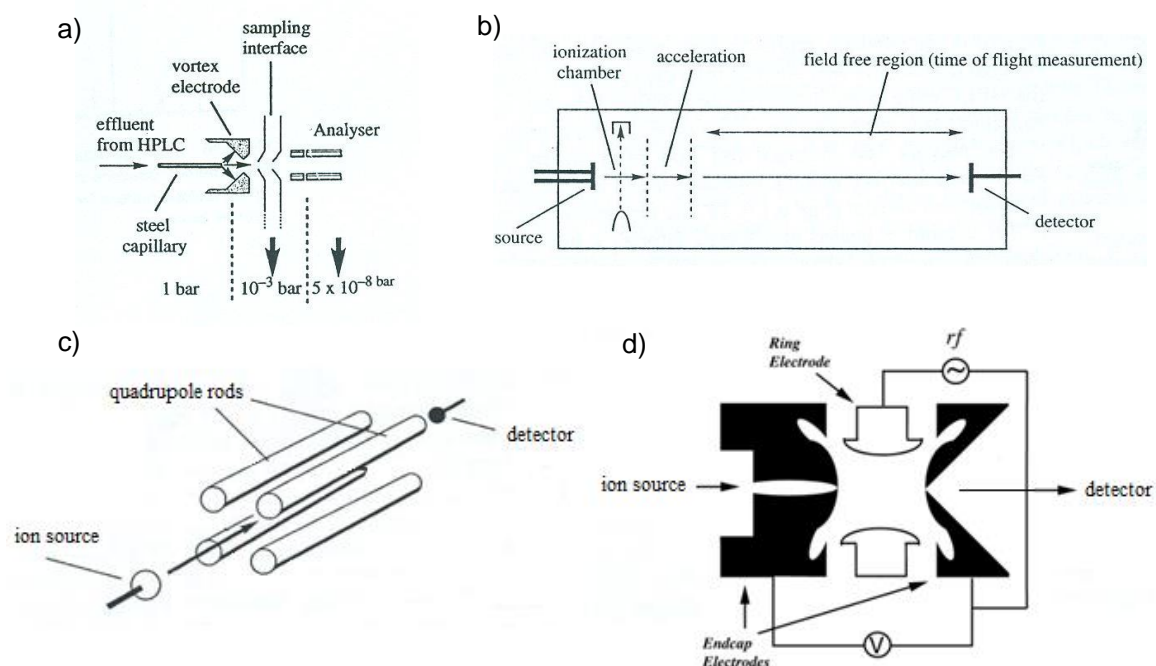 a)
sampling
interface
vortex
electrode
effluent
from HPLC
Analyser
steel
capillary
1 bar
10⁻³ bar
5 x 10⁻⁸ bar
b)
ionization
chamber
acceleration
field free region (time of flight measurement)
source
detector
c)
quadrupole rods
detector
ion source
d)
Ring
Electrode
rf
ion source
detector
Endcap
Electrodes
V